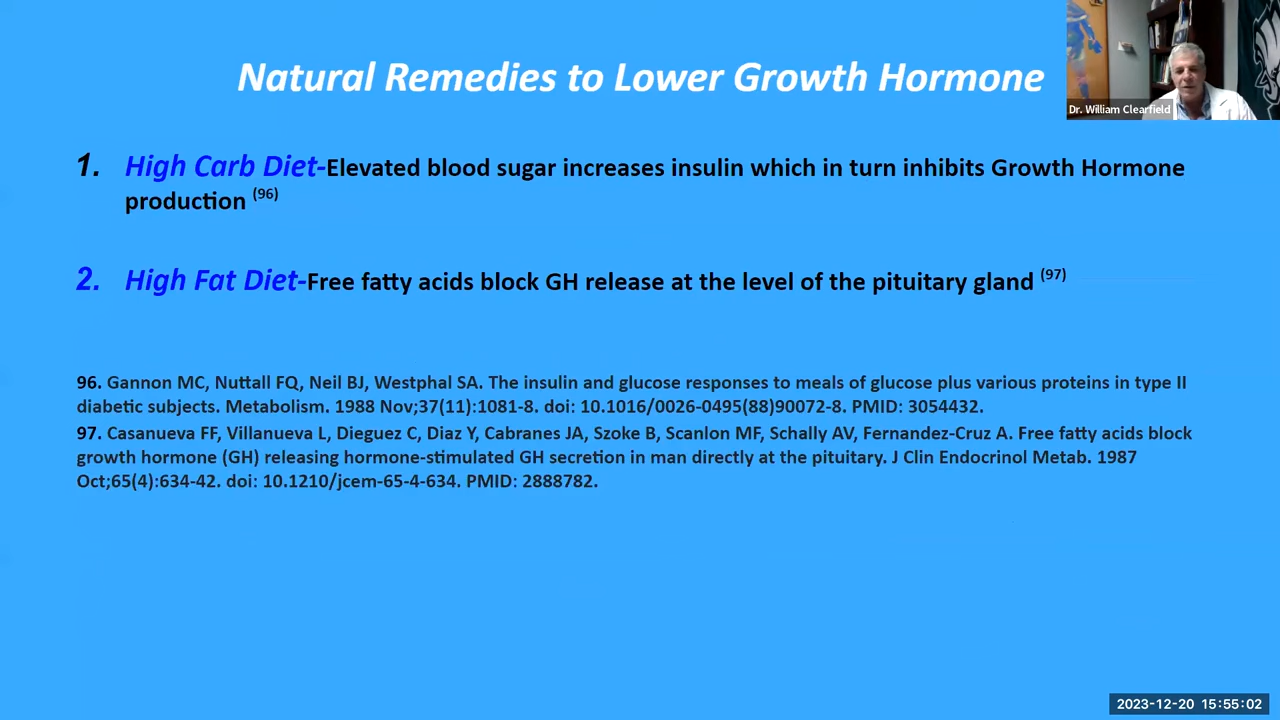 Natural Remedies to Lower Growth Hormone
Dr. William Clearfield
1. High Carb Diet-Elevated blood sugar increases insulin which in turn inhibits Growth Hormone
production (96)
2. High Fat Diet-Free fatty acids block GH release at the level of the pituitary gland (97)
96. Gannon MC, Nuttall FQ, Neil BJ, Westphal SA. The insulin and glucose responses to meals of glucose plus various proteins in type II
diabetic subjects. Metabolism. 1988 Nov;37(11):1081-8. doi: 10.1016/0026-0495(88)90072-8. PMID: 3054432.
97. Casanueva FF, Villanueva L, Dieguez C, Diaz Y, Cabranes JA, Szoke B, Scanlon MF, Schally AV, Fernandez-Cruz A. Free fatty acids block
growth hormone (GH) releasing hormone-stimulated GH secretion in man directly at the pituitary. J Clin Endocrinol Metab. 1987
Oct;65(4):634-42. doi: 10.1210/jcem-65-4-634. PMID: 2888782.
2023-12-20 15:55:02